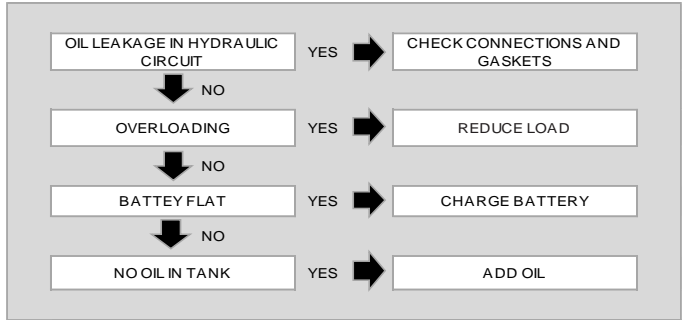 OIL LEAKAGE IN HYDRAULIC
CIRCUIT
YES
CHECK CONNECTIONS AND
GASKETS
NO
OVERLOADING
YES
REDUCE LOAD
NO
BATTEY FLAT
YES
CHARGE BATTERY
NO
NO OIL IN TANK
YES
ADD OIL